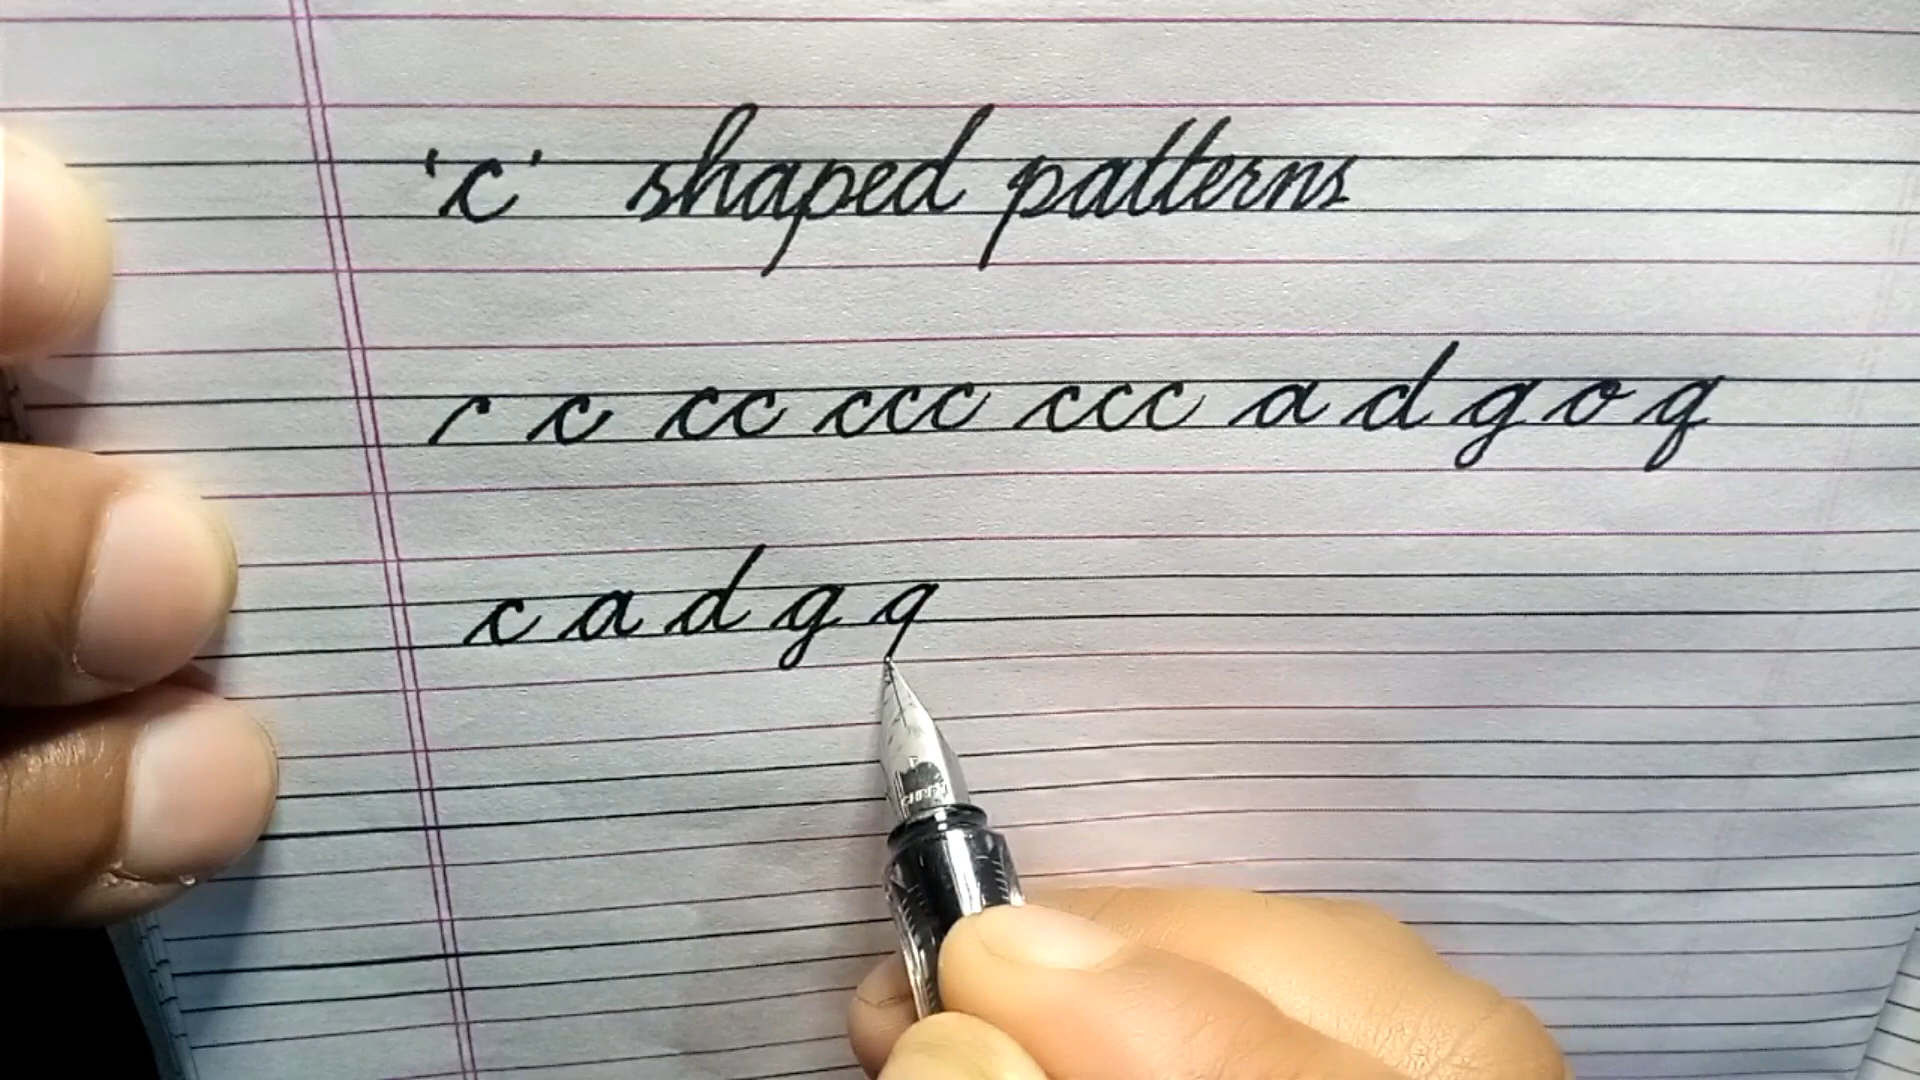 'c' shaped patterns
c c cc ccc ccc a d g o q
c a d g q